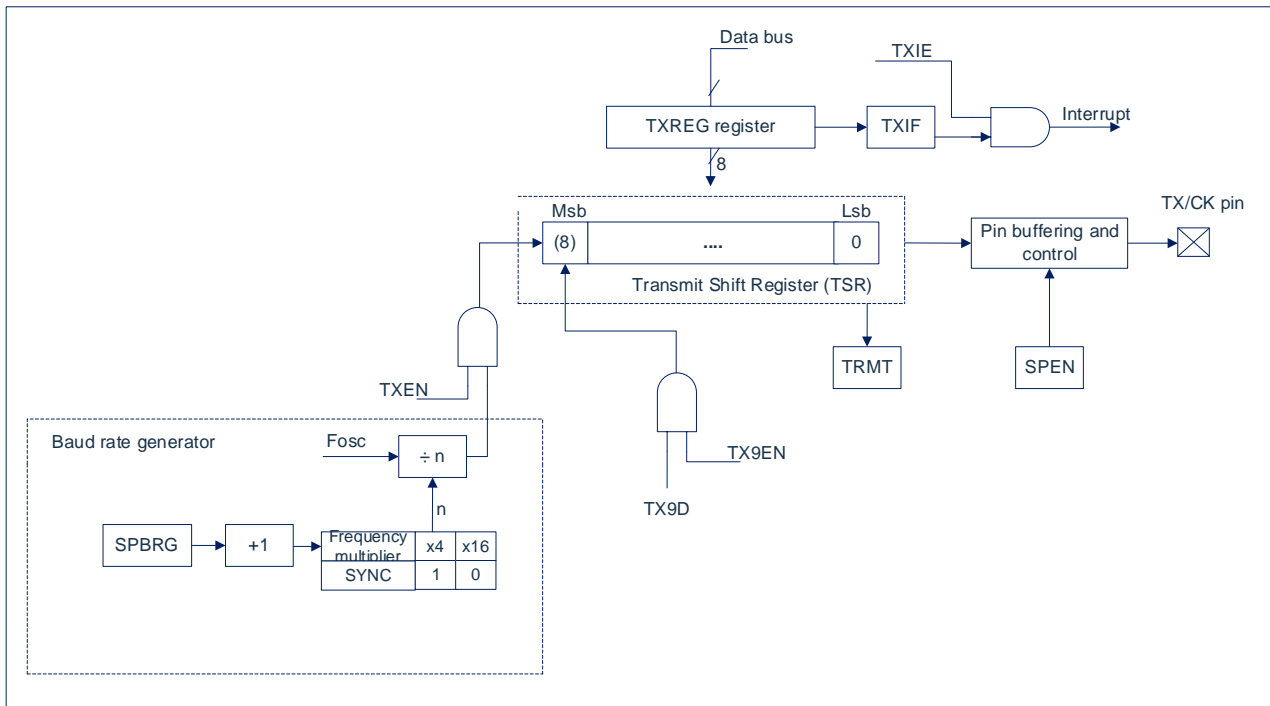 Data bus
TXIE
TXREG register
TXIF
Interrupt
8
Msb
Lsb
TX/CK pin
(8)
....
0
Pin buffering and
control
Transmit Shift Register (TSR)
TRMT
SPEN
TXEN
Baud rate generator
Fosc
÷ n
TX9EN
TX9D
n
SPBRG
+1
Frequency
multiplier
x4
x16
SYNC
1
0